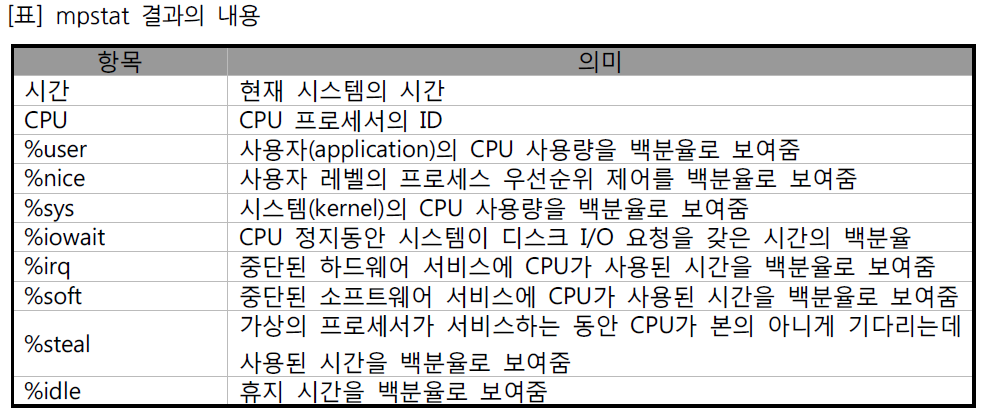 [표] mpstat 결과의 내용
항목 의미
시간 현재 시스템의 시간
CPU CPU 프로세서의 ID
%user 사용자(application)의 CPU 사용량을 백분율로 보여줌
%nice 사용자 레벨의 프로세스 우선순위 제어를 백분율로 보여줌
%sys 시스템(kernel)의 CPU 사용량을 백분율로 보여줌
%iowait CPU 정지동안 시스템이 디스크 I/O 요청을 갖은 시간의 백분율
%irq 중단된 하드웨어 서비스에 CPU가 사용된 시간을 백분율로 보여줌
%soft 중단된 소프트웨어 서비스에 CPU가 사용된 시간을 백분율로 보여줌
%steal 가상의 프로세서가 서비스하는 동안 CPU가 본의 아니게 기다리는데
사용된 시간을 백분율로 보여줌
%idle 휴지 시간을 백분율로 보여줌